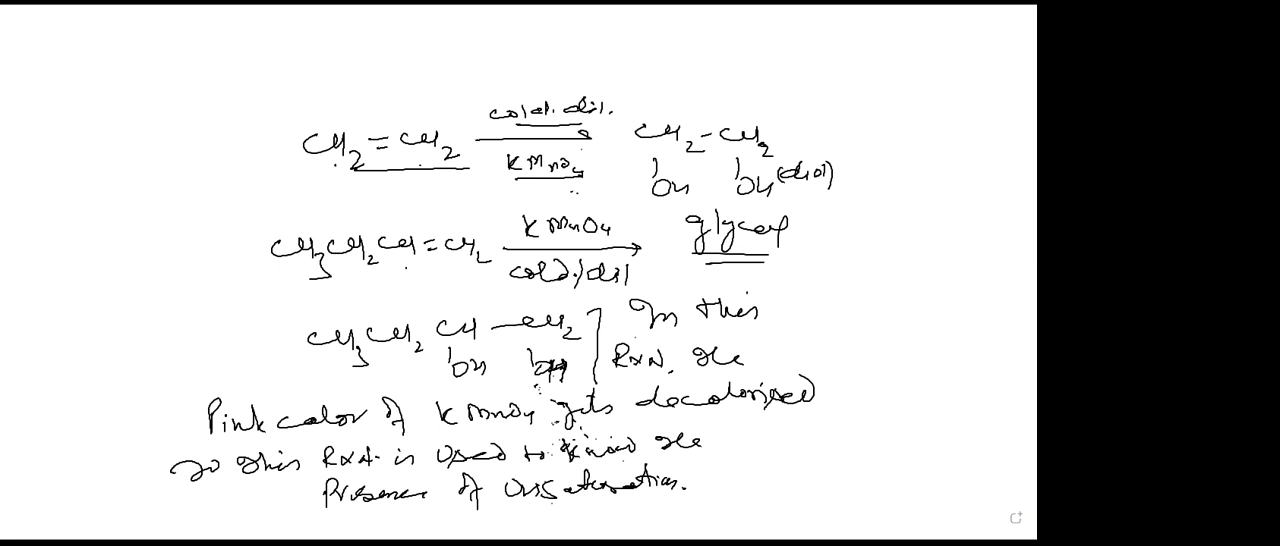 cold. dil.
CH2=CH2 → CH2-CH2
KMnO4
OH OH (diol)
KMnO4 glycol
CH3CH2CH=CH2 →
cold/dil
CH3CH2CH-CH2 In this
OH OH RXN. the
Pink color of KMnO4 gets decolorised
so this RXN. is used to know the
Presence of Unsaturation.